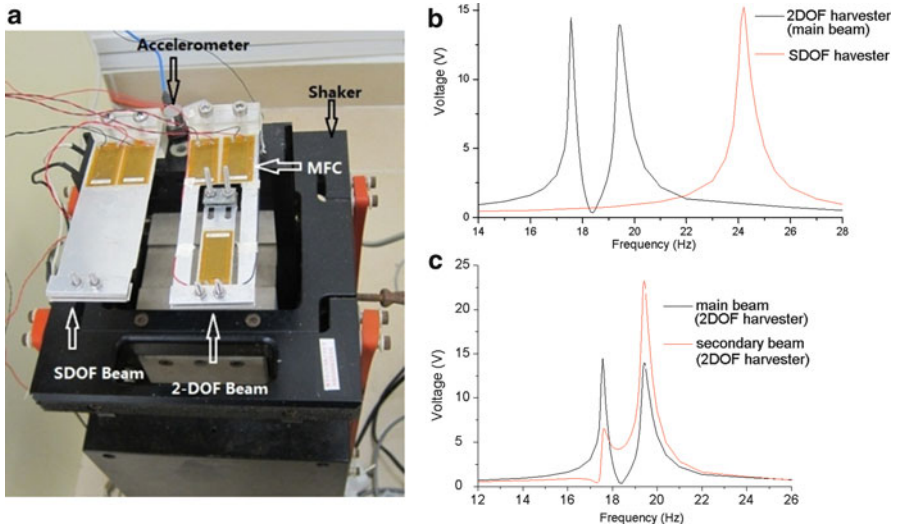 a
Accelerometer
Shaker
MFC
SDOF Beam
2-DOF Beam
b
2DOF harvester
(main beam)
SDOF havester
Voltage (V)
15
10
5
0
14 16 18 20 22 24 26 28
Frequency (Hz)
c
main beam
(2DOF harvester)
secondary beam
(2DOF harvester)
Voltage (V)
25
20
15
10
5
0
12 14 16 18 20 22 24 26
Frequency (Hz)